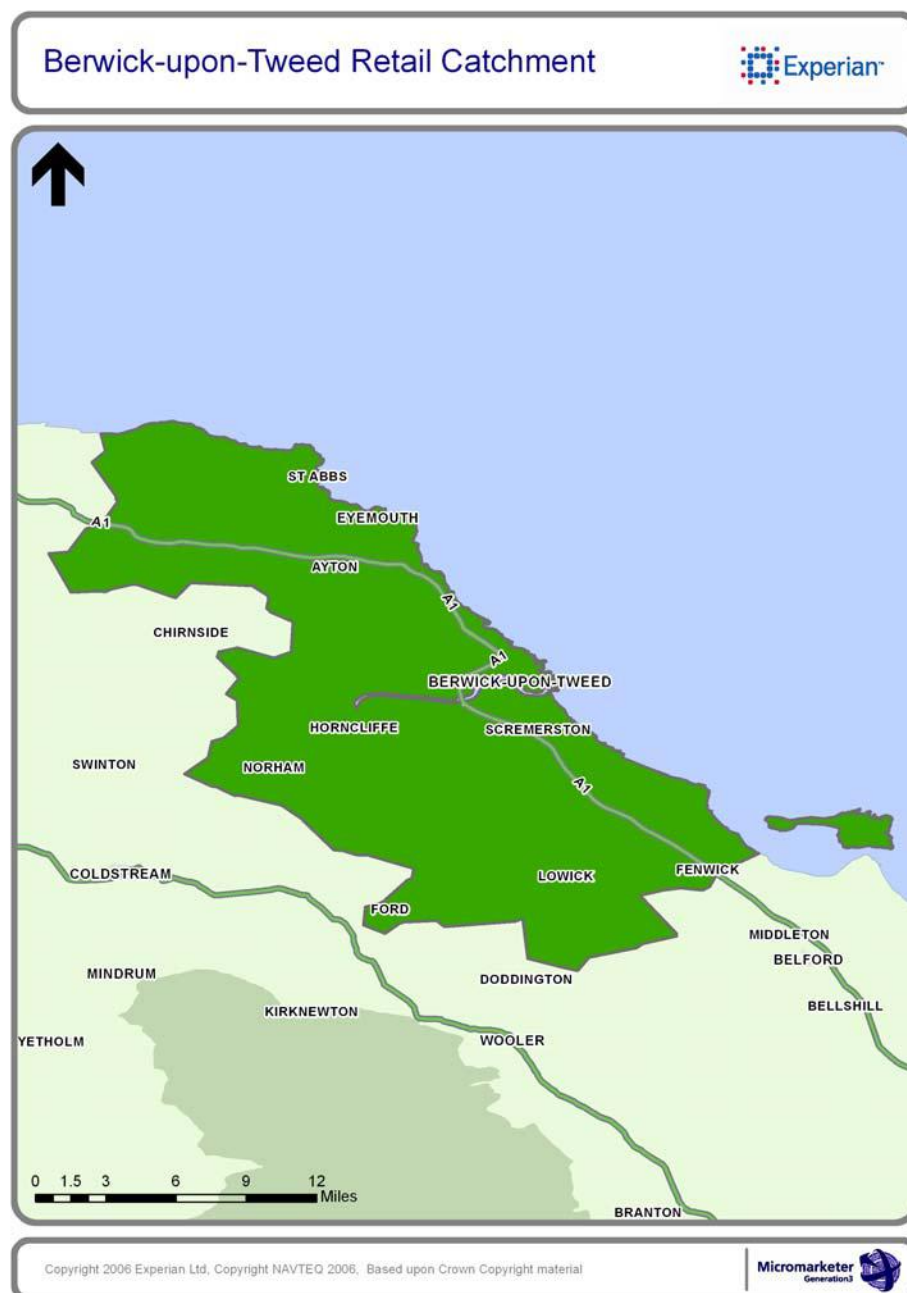 Berwick-upon-Tweed Retail Catchment
Experian™
ST ABBS
EYEMOUTH
A1
AYTON
A1
CHIRNSIDE
A1
BERWICK-UPON-TWEED
HORNCLIFFE
SCREMERSTON
SWINTON
NORHAM
A1
COLDSTREAM
LOWICK
FENWICK
FORD
MIDDLETON
BELFORD
MINDRUM
DODDINGTON
BELLSHILL
KIRKNEWTON
YETHOLM
WOOLER
0 1.5 3 6 9 12
Miles
BRANTON
Copyright 2006 Experian Ltd, Copyright NAVTEQ 2006, Based upon Crown Copyright material
Micromarketer
Generation3